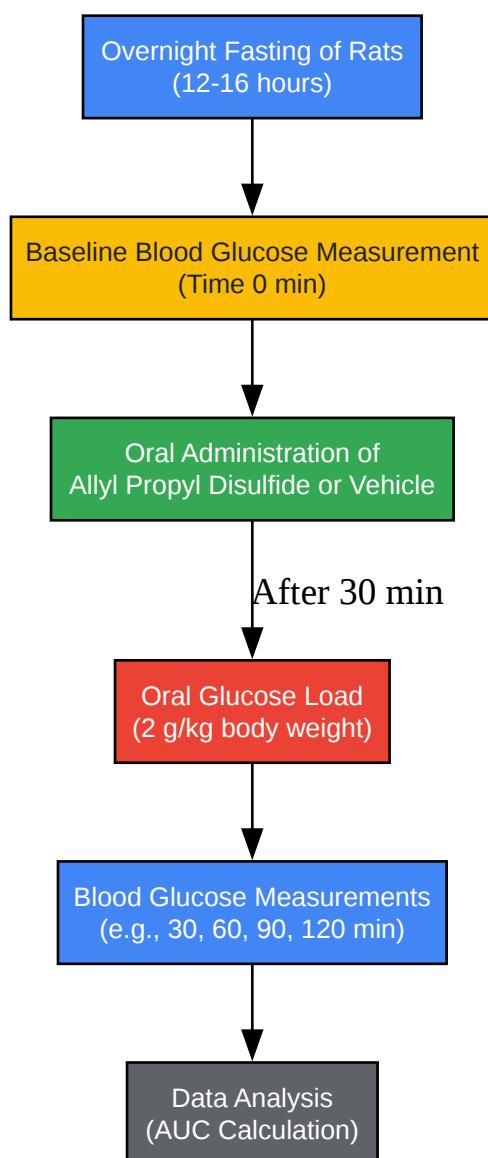 Overnight Fasting of Rats
(12-16 hours)
Baseline Blood Glucose Measurement
(Time 0 min)
Oral Administration of
Allyl Propyl Disulfide or Vehicle
After 30 min
Oral Glucose Load
(2 g/kg body weight)
Blood Glucose Measurements
(e.g., 30, 60, 90, 120 min)
Data Analysis
(AUC Calculation)